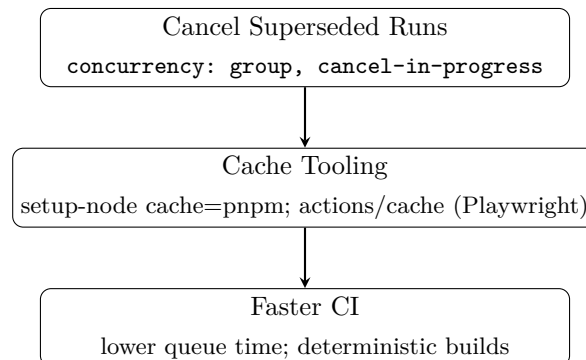 Cancel Superseded Runs
concurrency: group, cancel-in-progress
Cache Tooling
setup-node cache=pnpm; actions/cache (Playwright)
Faster CI
lower queue time; deterministic builds